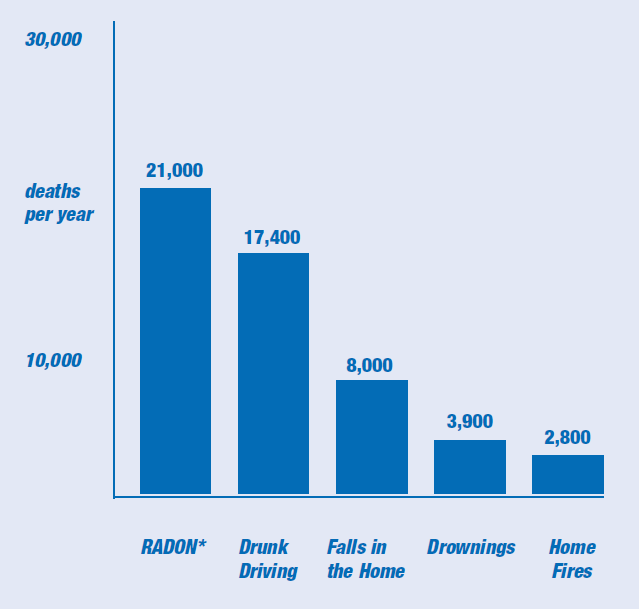 30,000
deaths
per year
10,000
21,000
17,400
8,000
3,900
2,800
RADON*
Drunk
Driving
Falls in
the Home
Drownings
Home
Fires